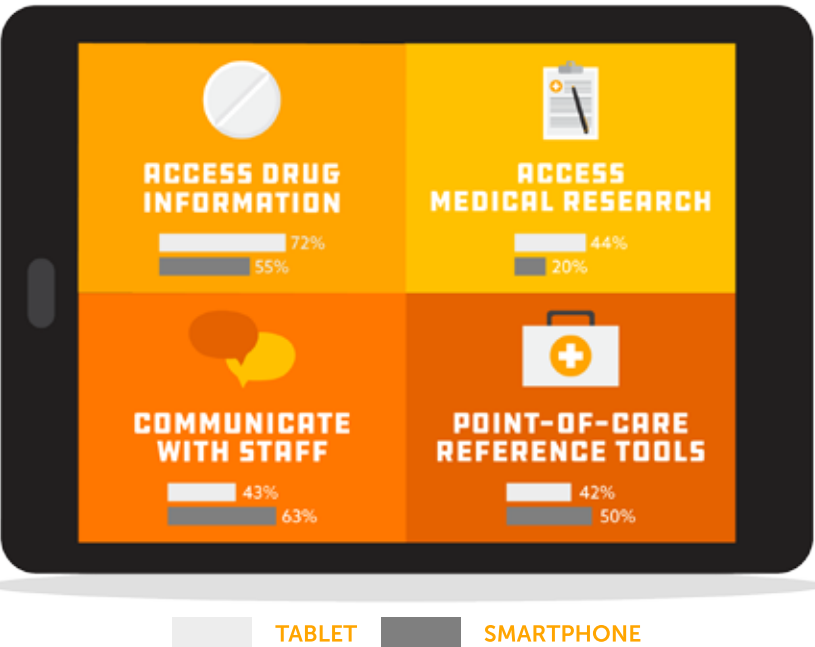 ACCESS DRUG
INFORMATION
72%
55%
ACCESS
MEDICAL RESEARCH
44%
20%
COMMUNICATE
WITH STAFF
43%
63%
POINT-OF-CARE
REFERENCE TOOLS
42%
50%
TABLET SMARTPHONE